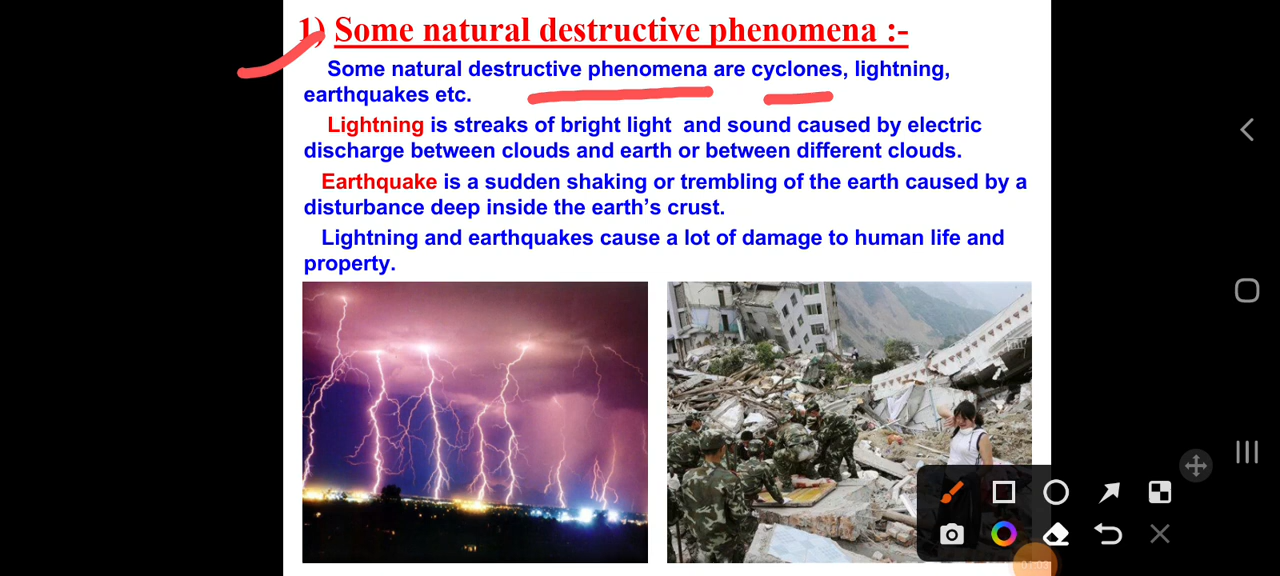 1) Some natural destructive phenomena :-
Some natural destructive phenomena are cyclones, lightning,
earthquakes etc.
Lightning is streaks of bright light and sound caused by electric
discharge between clouds and earth or between different clouds.
Earthquake is a sudden shaking or trembling of the earth caused by a
disturbance deep inside the earth's crust.
Lightning and earthquakes cause a lot of damage to human life and
property.
01:03